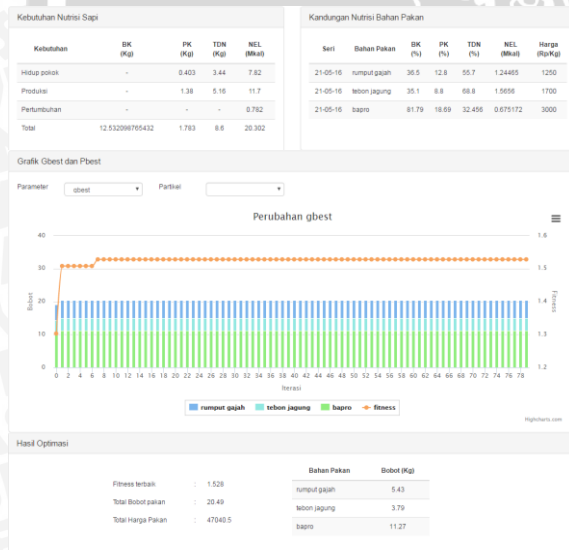 Kebutuhan Nutrisi Sapi
Kebutuhan BK (Kg) PK (Kg) TDN (Kg) NEL (Mkal)
Hidup pokok - 0.403 3.44 7.82
Produksi - 1.38 5.16 11.7
Pertumbuhan - - - 0.782
Total 12.532098765432 1.783 8.6 20.302
Kandungan Nutrisi Bahan Pakan
Seri Bahan Pakan BK (%) PK (%) TDN (%) NEL (Mkal) Harga (Rp/Kg)
21-05-16 rumput gajah 36.5 12.8 55.7 1.24465 1250
21-05-16 tebon jagung 35.1 8.8 68.8 1.5656 1700
21-05-16 bapro 81.79 18.69 32.456 0.675172 3000
Grafik Gbest dan Pbest
Parameter gbest Partikel
Perubahan gbest
40 1.6
30 1.5
20 1.4
10 1.3
0 1.2
Bobot
Fitness
0 2 4 6 8 10 12 14 16 18 20 22 24 26 28 30 32 34 36 38 40 42 44 46 48 50 52 54 56 58 60 62 64 66 68 70 72 74 76 78
Iterasi
rumput gajah tebon jagung bapro fitness
Highcharts.com
Hasil Optimasi
Fitness terbaik : 1.528
Total Bobot pakan : 20.49
Total Harga Pakan : 47040.5
Bahan Pakan Bobot (Kg)
rumput gajah 5.43
tebon jagung 3.79
bapro 11.27